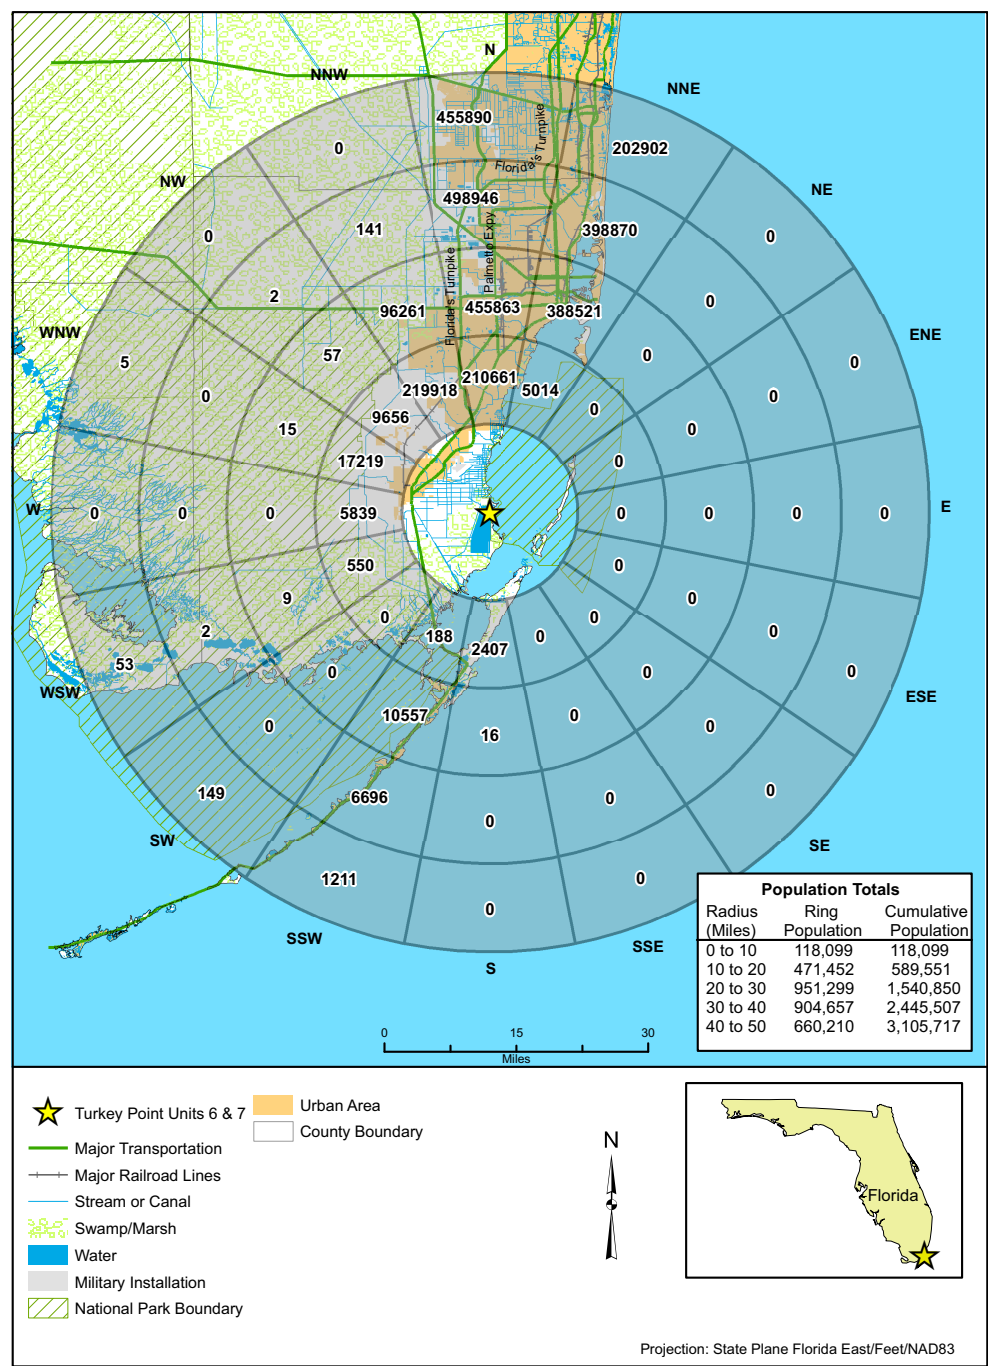 N
NNW
NNE
455890
0
202902
Florida's Turnpike
Florida's Turnpike
NW
NE
498946
141
398870
0
0
Palmetto Expy
Florida's Turnpike
2
0
96261
455863
388521
WNW
ENE
5
57
0
0
219918
210661
5014
0
0
9656
0
15
0
17219
0
W
0
0
0
5839
0
0
0
0
E
550
0
9
0
0
0
0
2
188
2407
0
0
53
0
0
0
WSW
ESE
10557
0
0
0
16
149
6696
0
0
0
SW
SE
1211
0
0
SSW
S
SSE
Population Totals
Radius Ring Cumulative
(Miles) Population Population
0 to 10 118,099 118,099
10 to 20 471,452 589,551
20 to 30 951,299 1,540,850
30 to 40 904,657 2,445,507
40 to 50 660,210 3,105,717
0 15 30
Miles
Turkey Point Units 6 & 7
Major Transportation
Major Railroad Lines
Stream or Canal
Swamp/Marsh
Water
Military Installation
National Park Boundary
Urban Area
County Boundary
N
Florida
Projection: State Plane Florida East/Feet/NAD83